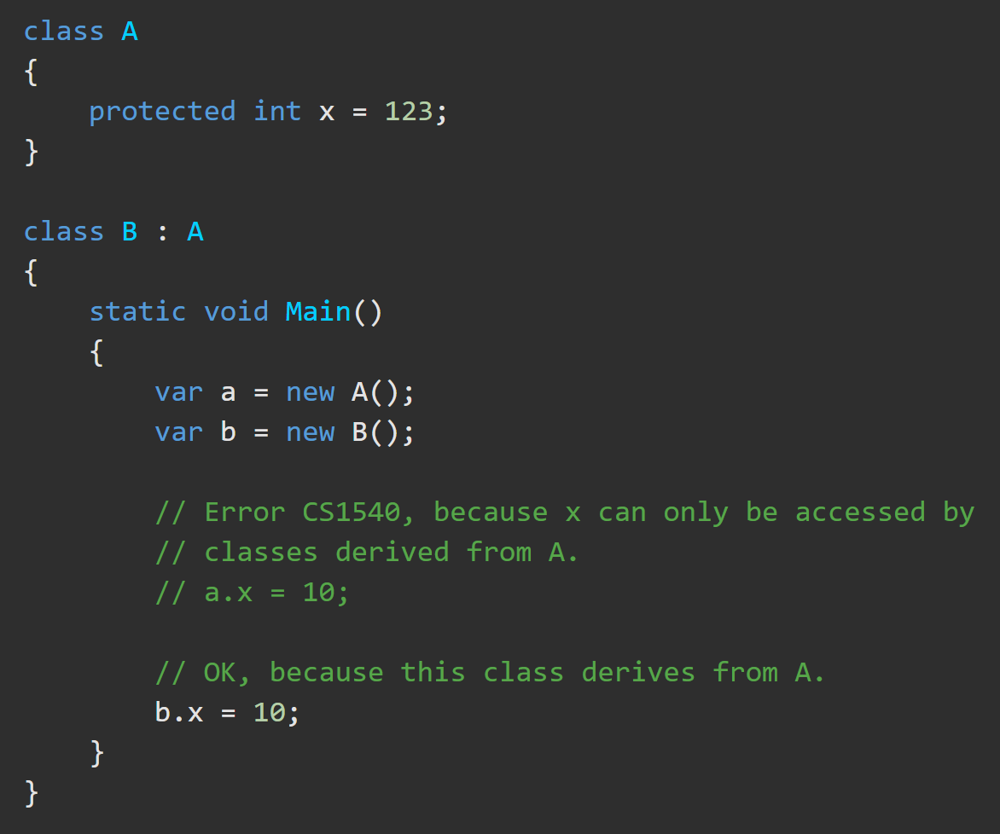 class A
{
    protected int x = 123;
}

class B : A
{
    static void Main()
    {
        var a = new A();
        var b = new B();

        // Error CS1540, because x can only be accessed by
        // classes derived from A.
        // a.x = 10;

        // OK, because this class derives from A.
        b.x = 10;
    }
}